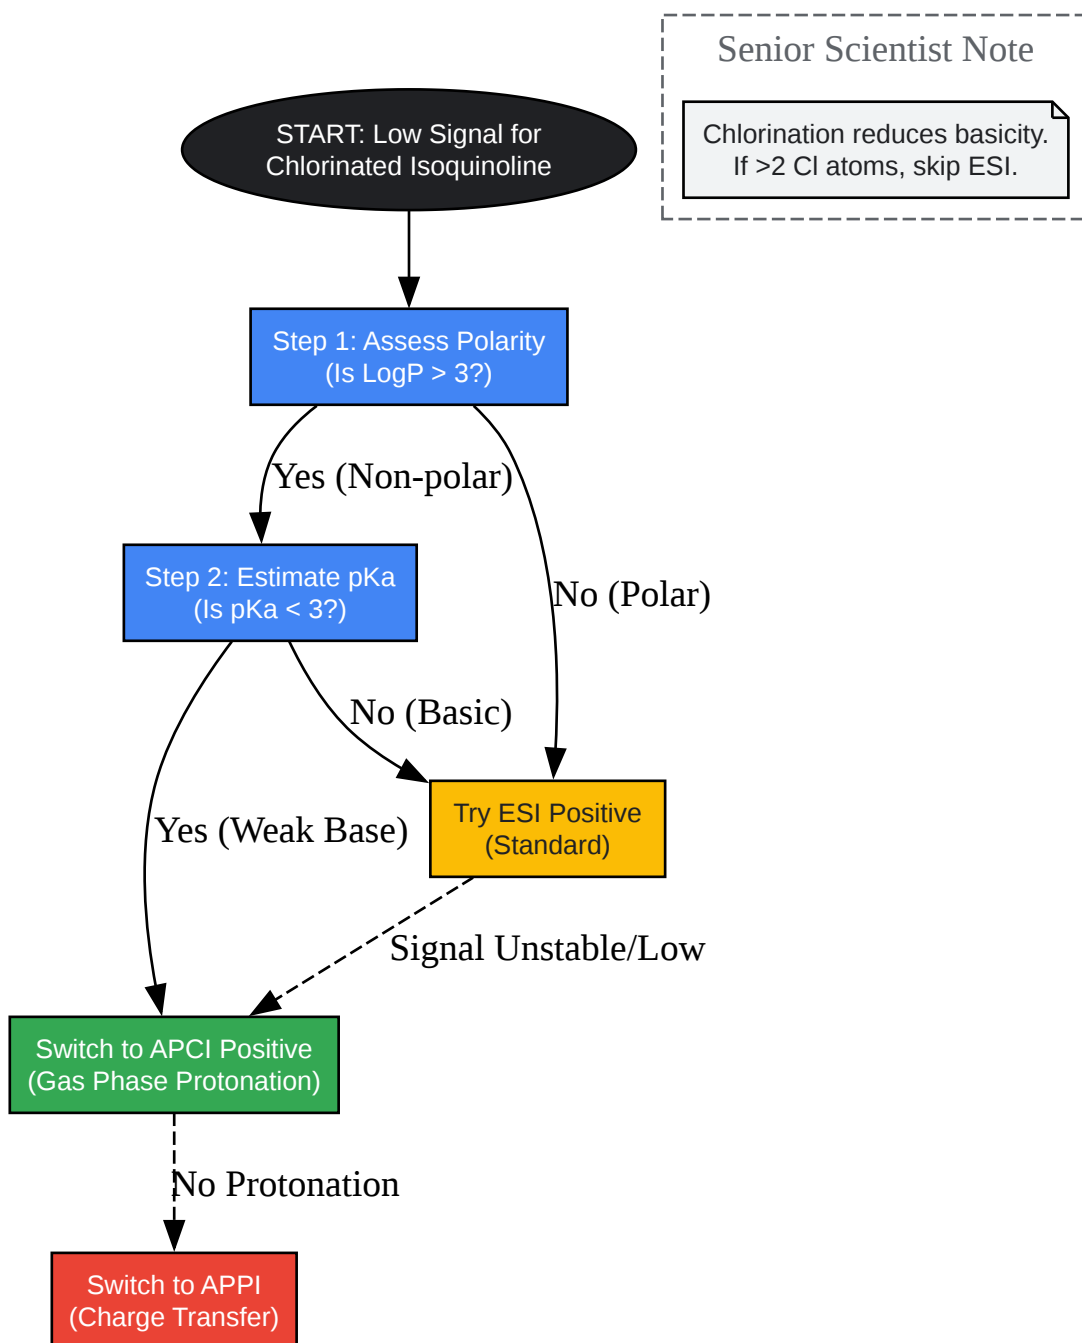 Senior Scientist Note
Chlorination reduces basicity.
If >2 Cl atoms, skip ESI.
START: Low Signal for
Chlorinated Isoquinoline
Step 1: Assess Polarity
(Is LogP > 3?)
Yes (Non-polar)
Step 2: Estimate pKa
(Is pKa < 3?)
No (Polar)
No (Basic)
Yes (Weak Base)
Try ESI Positive
(Standard)
Signal Unstable/Low
Switch to APCI Positive
(Gas Phase Protonation)
No Protonation
Switch to APPI
(Charge Transfer)